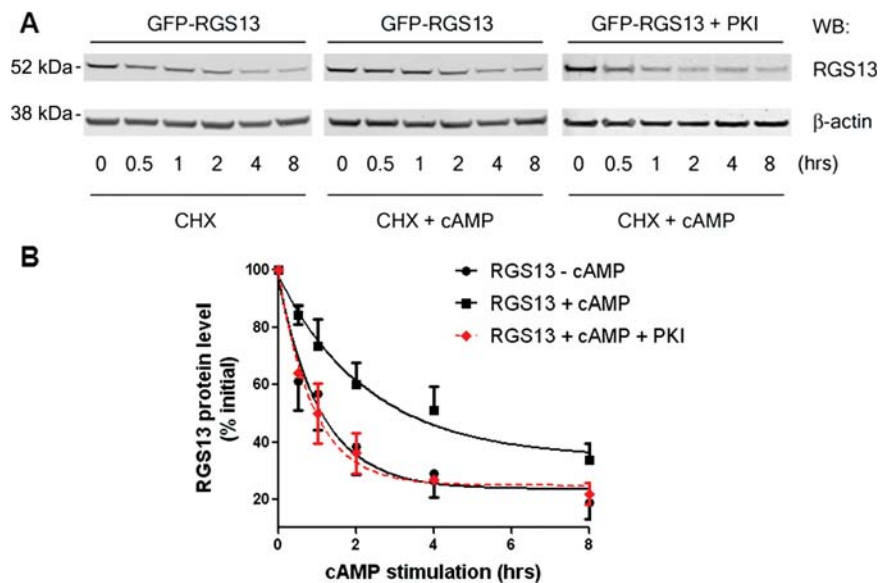 A
GFP-RGS13 GFP-RGS13 GFP-RGS13 + PKI WB:
52 kDa- RGS13
38 kDa- β-actin
0 0.5 1 2 4 8 0 0.5 1 2 4 8 0 0.5 1 2 4 8 (hrs)
CHX CHX + cAMP CHX + cAMP
B
RGS13 - cAMP
RGS13 + cAMP
RGS13 + cAMP + PKI
RGS13 protein level
(% initial)
100
80
60
40
20
0 2 4 6 8
cAMP stimulation (hrs)